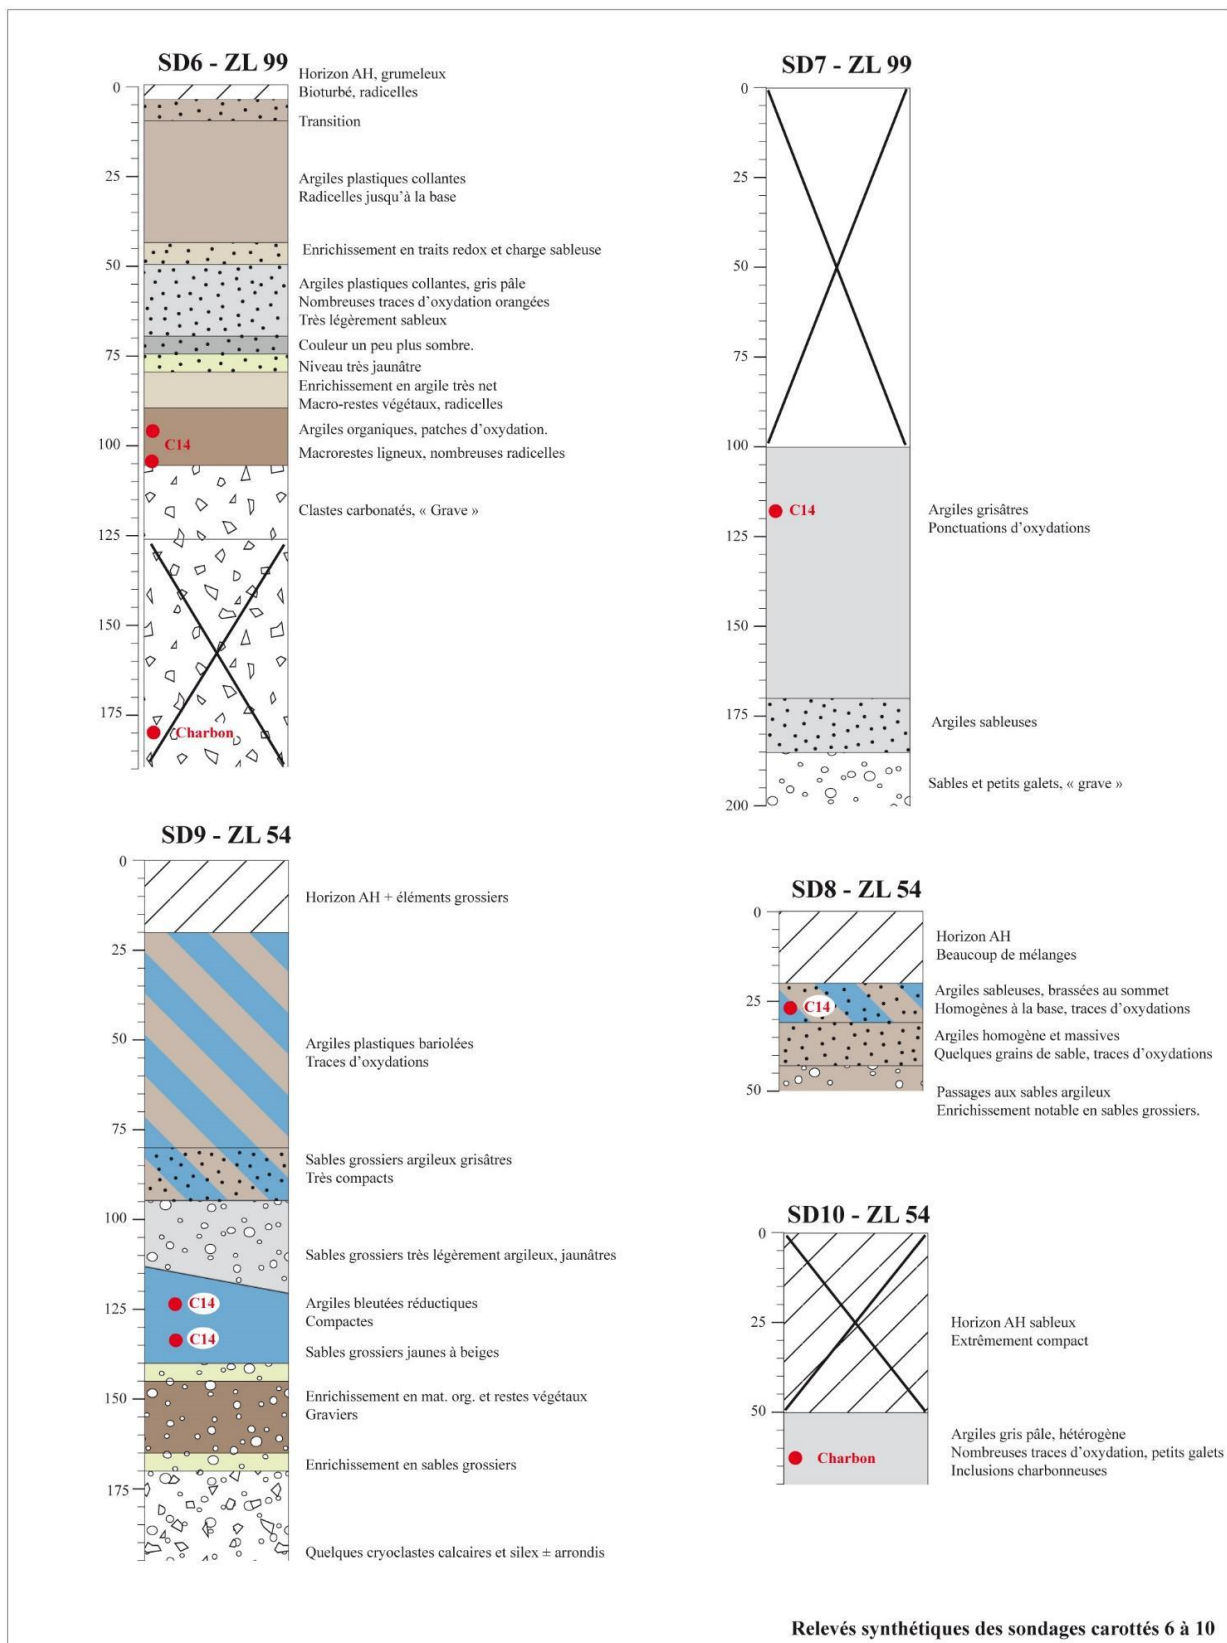 SD6 - ZL 99
0
25
50
75
100
125
150
175
Horizon AH, grumeleux
Bioturbé, radicelles
Transition
Argiles plastiques collantes
Radicelles jusqu'à la base
Enrichissement en traits redox et charge sableuse
Argiles plastiques collantes, gris pâle
Nombreuses traces d'oxydation orangées
Très légèrement sableux
Couleur un peu plus sombre.
Niveau très jaunâtre
Enrichissement en argile très net
Macro-restes végétaux, radicelles
Argiles organiques, patches d'oxydation.
C14
Macrorestes ligneux, nombreuses radicelles
Clastes carbonatés, « Grave »
Charbon
SD7 - ZL 99
0
25
50
75
100
125
150
175
200
C14
Argiles grisâtres
Ponctuations d'oxydations
Argiles sableuses
Sables et petits galets, « grave »
SD9 - ZL 54
0
25
50
75
100
125
150
175
Horizon AH + éléments grossiers
Argiles plastiques bariolées
Traces d'oxydations
Sables grossiers argileux grisâtres
Très compacts
Sables grossiers très légèrement argileux, jaunâtres
C14
Argiles bleutées réductiques
Compactes
C14
Sables grossiers jaunes à beiges
Enrichissement en mat. org. et restes végétaux
Graviers
Enrichissement en sables grossiers
Quelques cryoclastes calcaires et silex ± arrondis
SD8 - ZL 54
0
25
50
Horizon AH
Beaucoup de mélanges
Argiles sableuses, brassées au sommet
C14
Homogènes à la base, traces d'oxydations
Argiles homogène et massives
Quelques grains de sable, traces d'oxydations
Passages aux sables argileux
Enrichissement notable en sables grossiers.
SD10 - ZL 54
0
25
50
Horizon AH sableux
Extrêmement compact
Argiles gris pâle, hétérogène
Nombreuses traces d'oxydation, petits galets
Charbon
Inclusions charbonneuses
Relevés synthétiques des sondages carottés 6 à 10